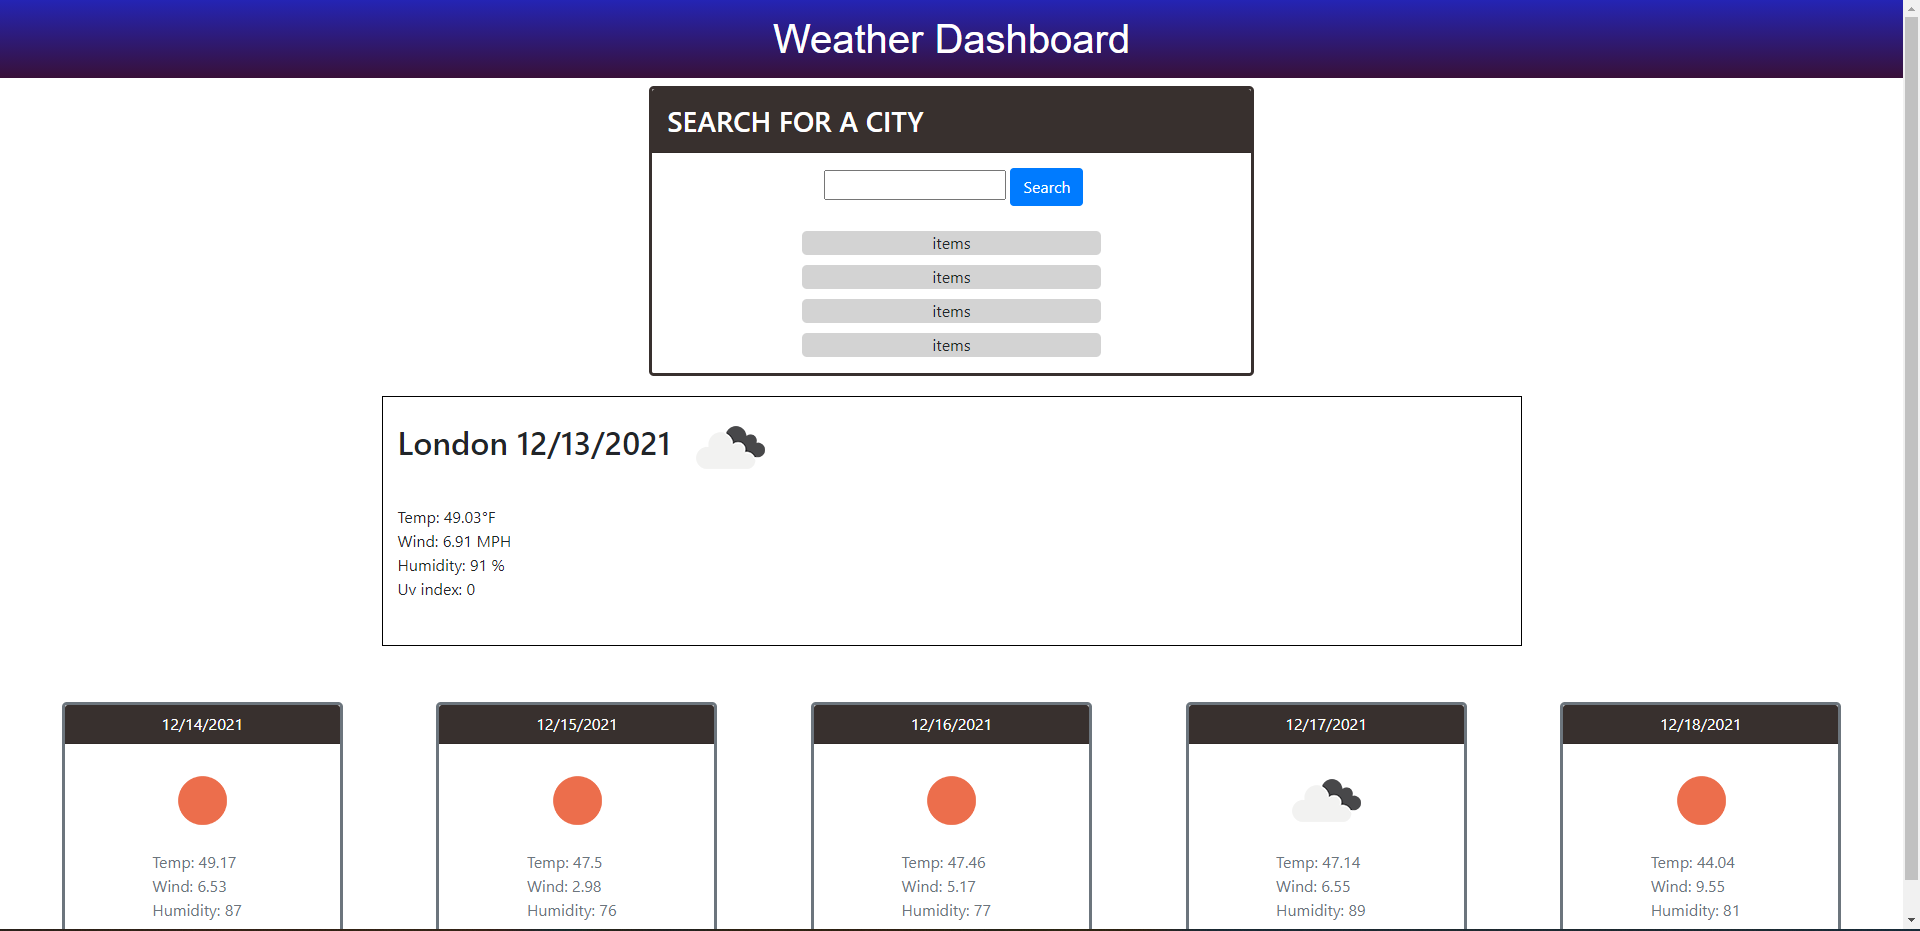 Weather Dashboard
SEARCH FOR A CITY
Search
items
items
items
items
London 12/13/2021
Temp: 49.03°F
Wind: 6.91 MPH
Humidity: 91 %
Uv index: 0
12/14/2021
Temp: 49.17
Wind: 6.53
Humidity: 87
12/15/2021
Temp: 47.5
Wind: 2.98
Humidity: 76
12/16/2021
Temp: 47.46
Wind: 5.17
Humidity: 77
12/17/2021
Temp: 47.14
Wind: 6.55
Humidity: 89
12/18/2021
Temp: 44.04
Wind: 9.55
Humidity: 81